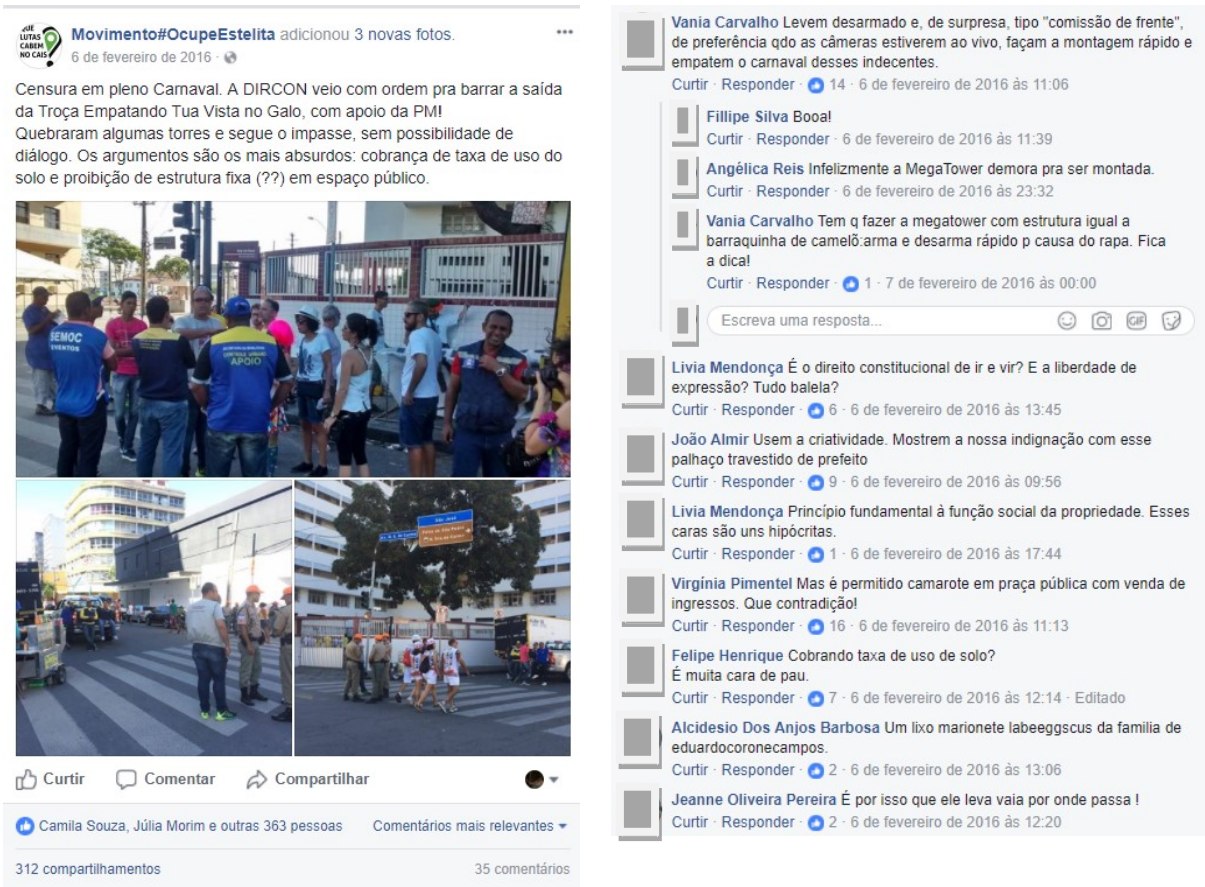 QUE
LUTAS
CABEM
NO CAIS
Movimento#OcupeEstelita adicionou 3 novas fotos.
6 de fevereiro de 2016 ·
Censura em pleno Carnaval. A DIRCON veio com ordem pra barrar a saída
da Troça Empatando Tua Vista no Galo, com apoio da PM!
Quebraram algumas torres e segue o impasse, sem possibilidade de
diálogo. Os argumentos são os mais absurdos: cobrança de taxa de uso do
solo e proibição de estrutura fixa (??) em espaço público.
SEMOC
EVENTOS
APOIO
São José
Curtir Comentar Compartilhar
Camila Souza, Júlia Morim e outras 363 pessoas Comentários mais relevantes
312 compartilhamentos 35 comentários
Vania Carvalho Levem desarmado e, de surpresa, tipo "comissão de frente",
de preferência qdo as câmeras estiverem ao vivo, façam a montagem rápido e
empatem o carnaval desses indecentes.
Curtir · Responder · 14 · 6 de fevereiro de 2016 às 11:06
Fillipe Silva Booa!
Curtir · Responder · 6 de fevereiro de 2016 às 11:39
Angélica Reis Infelizmente a MegaTower demora pra ser montada.
Curtir · Responder · 6 de fevereiro de 2016 às 23:32
Vania Carvalho Tem q fazer a megatower com estrutura igual a
barraquinha de camelõ:arma e desarma rápido p causa do rapa. Fica
a dica!
Curtir · Responder · 1 · 7 de fevereiro de 2016 às 00:00
Escreva uma resposta...
GIF
Livia Mendonça É o direito constitucional de ir e vir? E a liberdade de
expressão? Tudo balela?
Curtir · Responder · 6 · 6 de fevereiro de 2016 às 13:45
João Almir Usem a criatividade. Mostrem a nossa indignação com esse
palhaço travestido de prefeito
Curtir · Responder · 9 · 6 de fevereiro de 2016 às 09:56
Livia Mendonça Princípio fundamental à função social da propriedade. Esses
caras são uns hipócritas.
Curtir · Responder · 1 · 6 de fevereiro de 2016 às 17:44
Virgínia Pimentel Mas é permitido camarote em praça pública com venda de
ingressos. Que contradição!
Curtir · Responder · 16 · 6 de fevereiro de 2016 às 11:13
Felipe Henrique Cobrando taxa de uso de solo?
É muita cara de pau.
Curtir · Responder · 7 · 6 de fevereiro de 2016 às 12:14 · Editado
Alcidesio Dos Anjos Barbosa Um lixo marionete labeeggscus da familia de
eduardocoronecampos.
Curtir · Responder · 2 · 6 de fevereiro de 2016 às 13:06
Jeanne Oliveira Pereira É por isso que ele leva vaia por onde passa !
Curtir · Responder · 2 · 6 de fevereiro de 2016 às 12:20